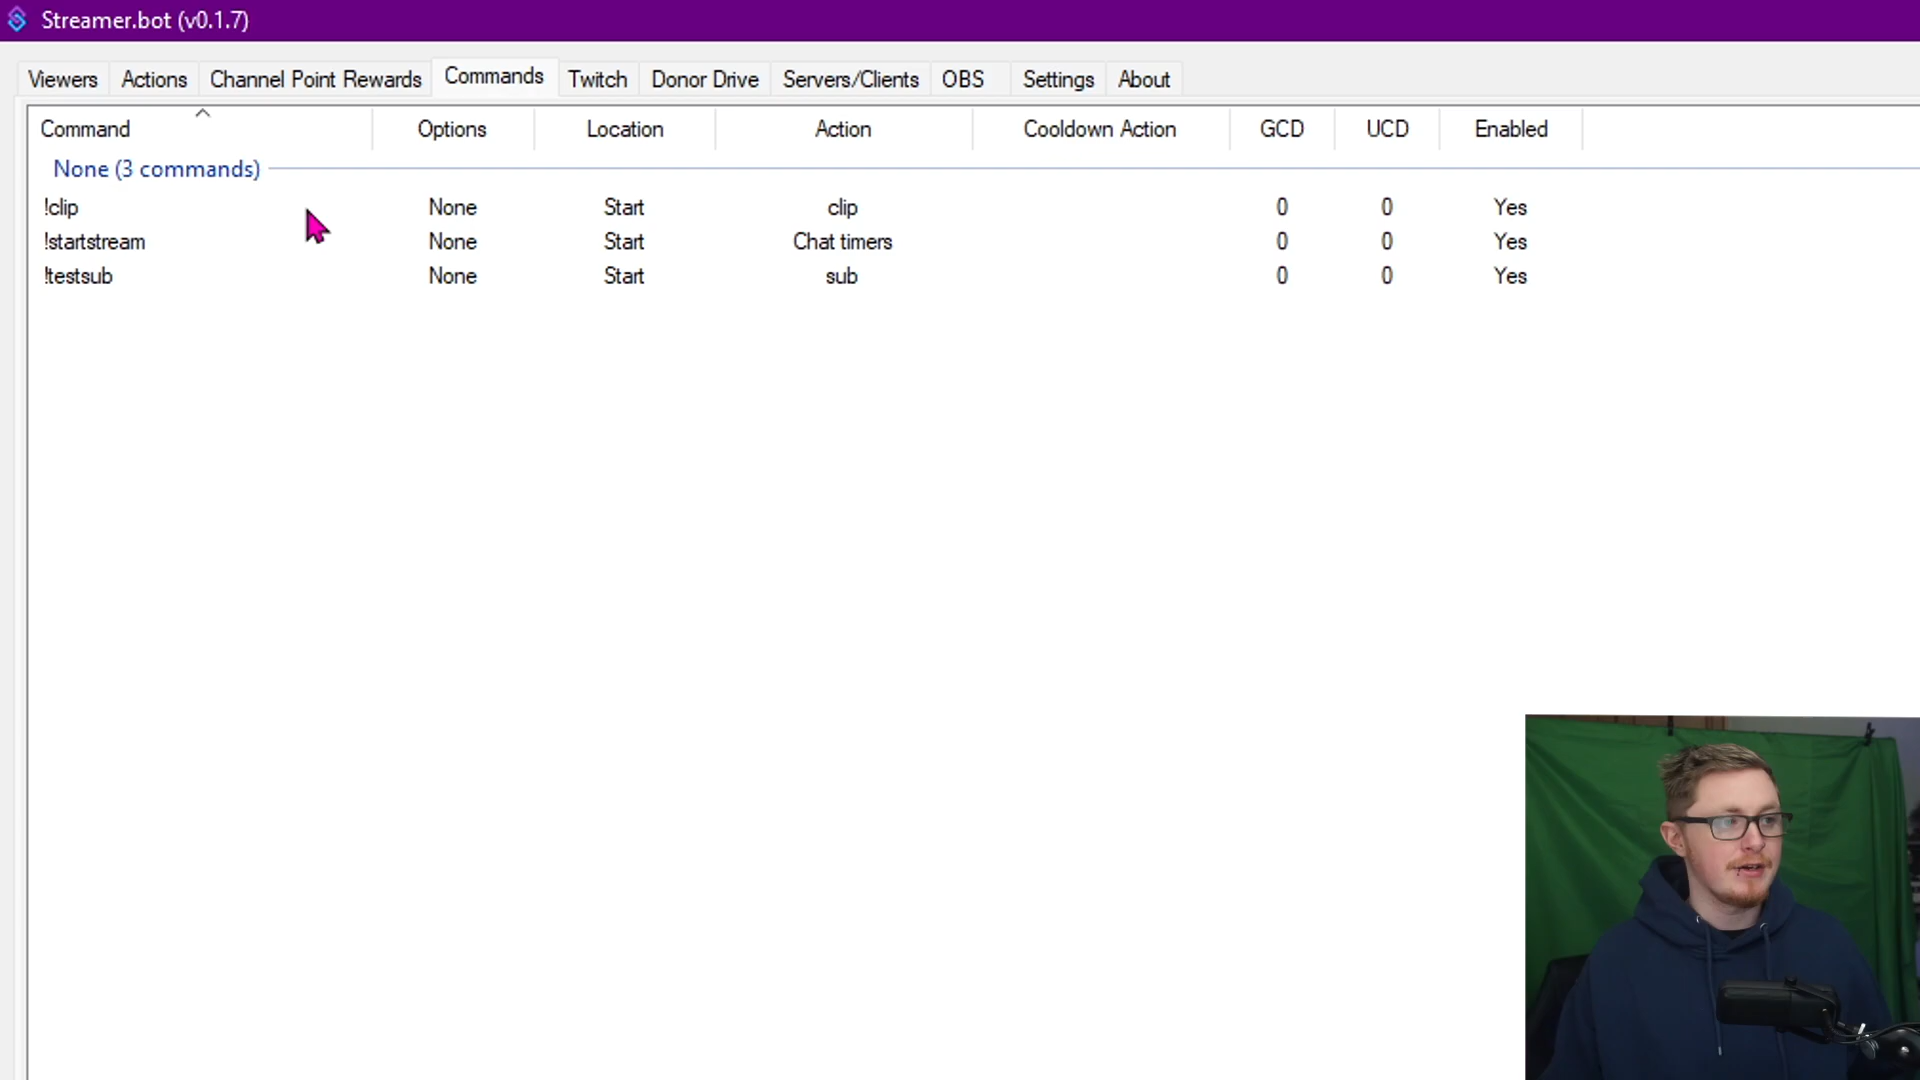 Streamer.bot (v0.1.7)
Viewers Actions Channel Point Rewards Commands Twitch Donor Drive Servers/Clients OBS Settings About
Command Options Location Action Cooldown Action GCD UCD Enabled
None (3 commands)
!clip None Start clip 0 0 Yes
!startstream None Start Chat timers 0 0 Yes
!testsub None Start sub 0 0 Yes